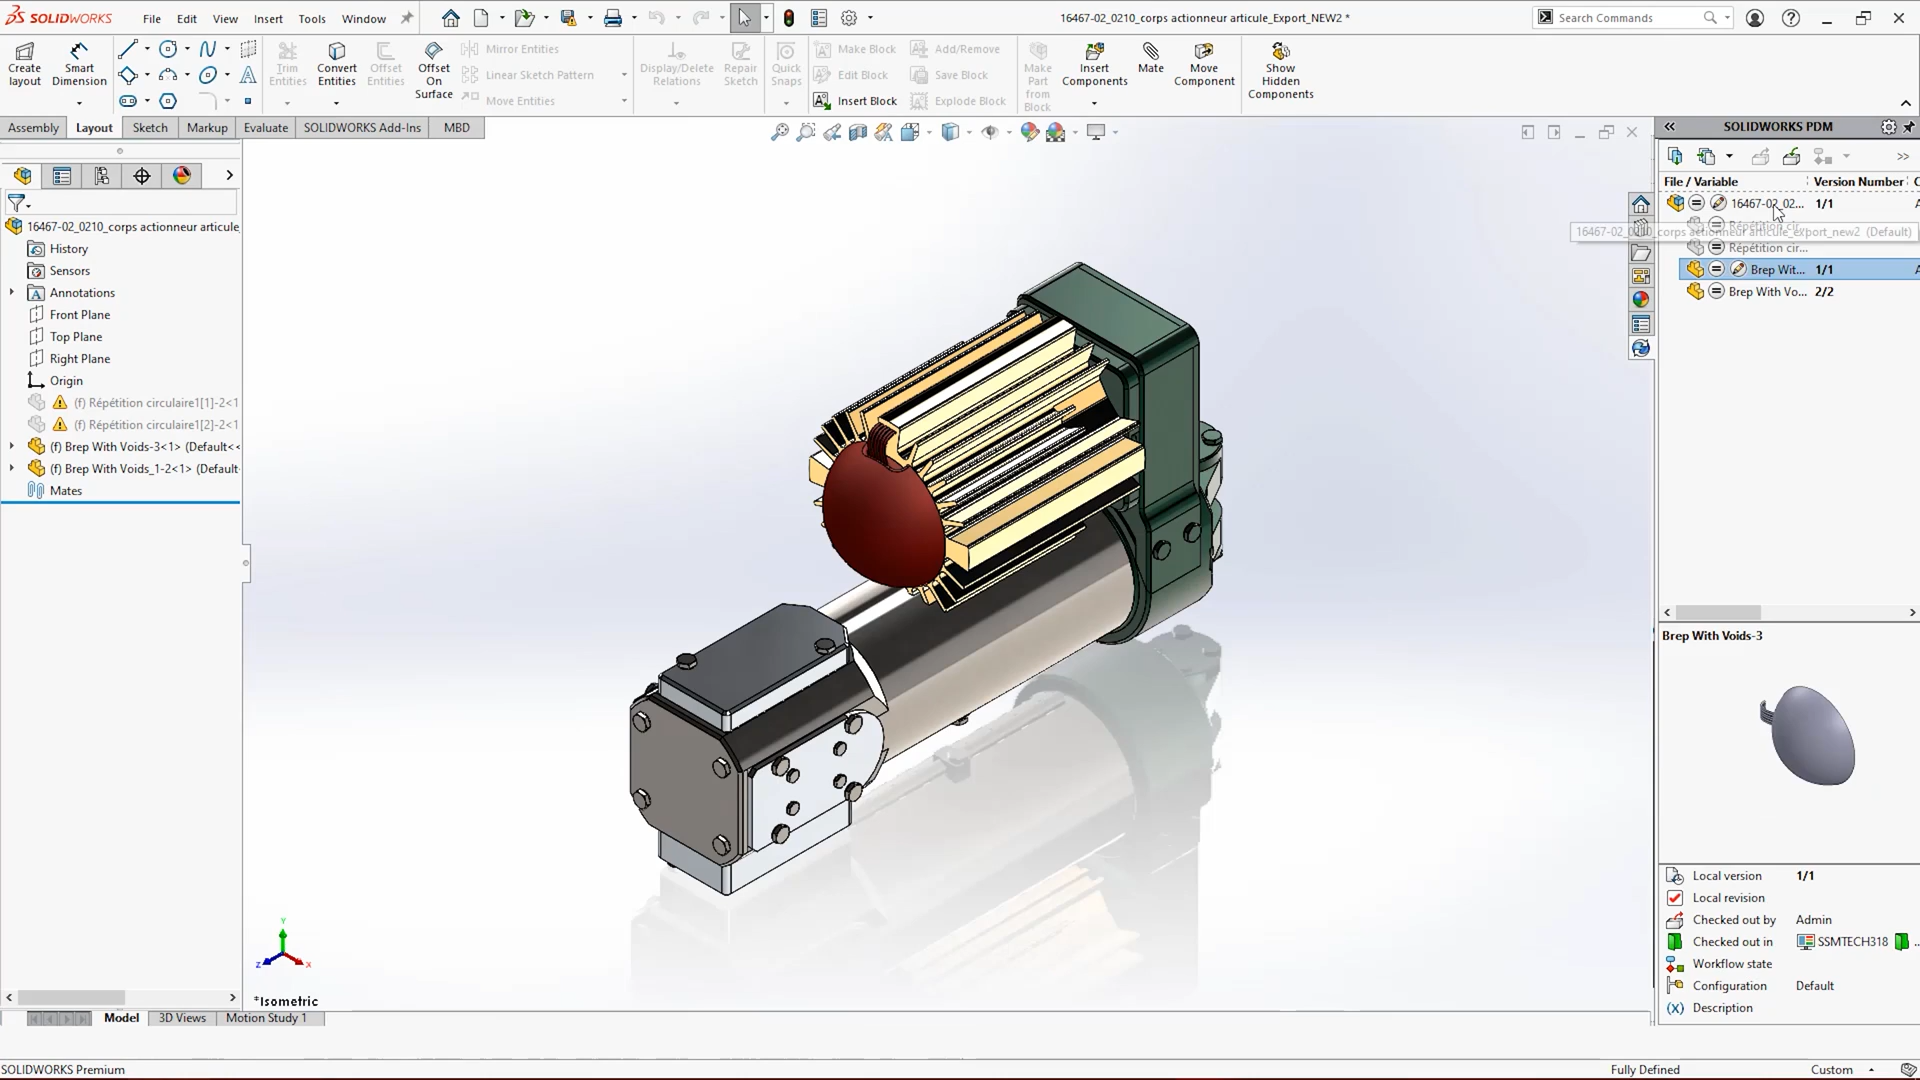 SOLIDWORKS File Edit View Insert Tools Window 16467-02_0210_corps actionneur articule_Export_NEW2 * Search Commands
Create layout
Smart Dimension
Trim Entities
Convert Entities
Offset Entities
Offset On Surface
Mirror Entities
Linear Sketch Pattern
Move Entities
Display/Delete Relations
Repair Sketch
Quick Snaps
Make Block
Edit Block
Insert Block
Add/Remove
Save Block
Explode Block
Make Part from Block
Insert Components
Mate
Move Component
Show Hidden Components
Assembly Layout Sketch Markup Evaluate SOLIDWORKS Add-Ins MBD
16467-02_0210_corps actionneur articule
History
Sensors
Annotations
Front Plane
Top Plane
Right Plane
Origin
(f) Répétition circulaire1[1]-2<1
(f) Répétition circulaire1[2]-2<1
(f) Brep With Voids-3<1> (Default<<
(f) Brep With Voids_1-2<1> (Default
Mates
Y
Z X
*Isometric
Model 3D Views Motion Study 1
SOLIDWORKS Premium
Fully Defined Custom
SOLIDWORKS PDM
File / Variable Version Number C
16467-02_02... 1/1 A
Répétition cir...
16467-02_0210_corps actionneur articule_export_new2 (Default)
Répétition cir...
Brep Wit... 1/1 A
Brep With Vo... 2/2
Brep With Voids-3
Local version 1/1
Local revision
Checked out by Admin
Checked out in SSMTECH318 ...
Workflow state
Configuration Default
(x) Description